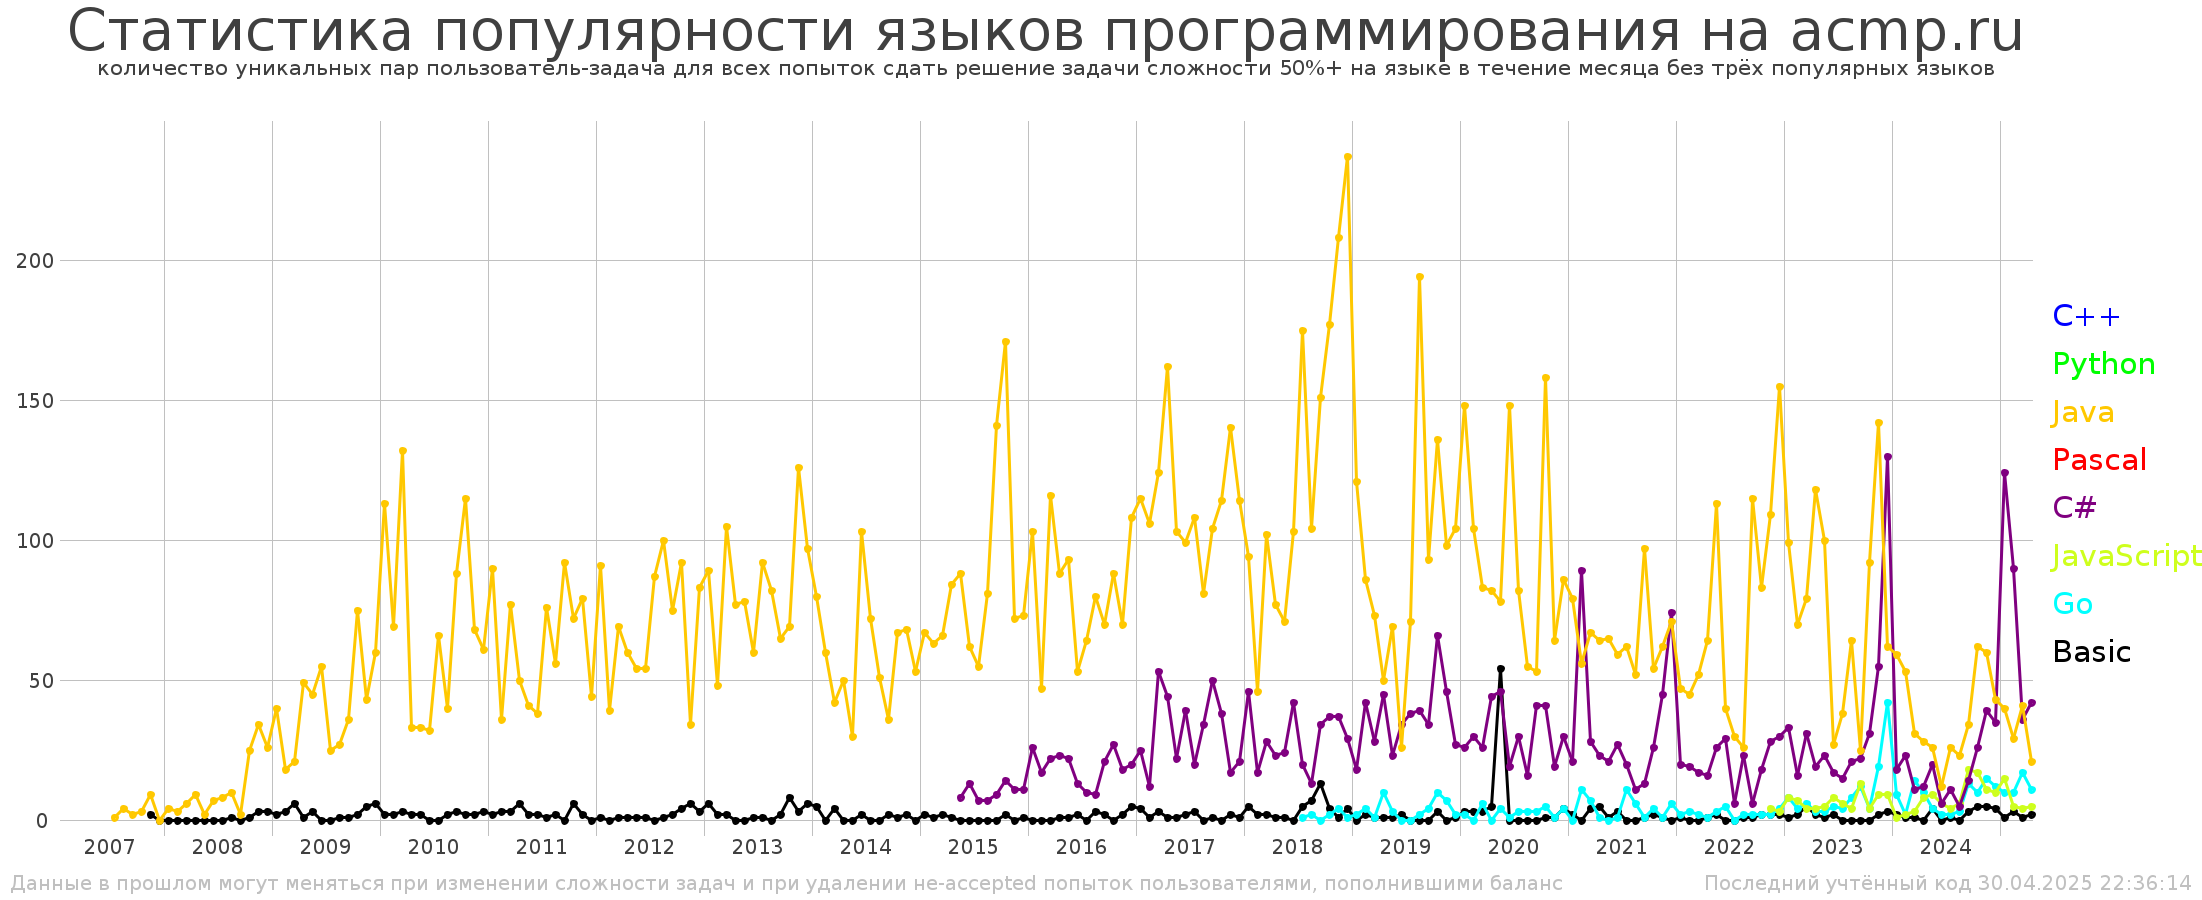 Статистика популярности языков программирования на acmp.ru
количество уникальных пар пользователь-задача для всех попыток сдать решение задачи сложности 50%+ на языке в течение месяца без трёх популярных языков
200
150
100
50
0
C++
Python
Java
Pascal
C#
JavaScript
Go
Basic
2007 2008 2009 2010 2011 2012 2013 2014 2015 2016 2017 2018 2019 2020 2021 2022 2023 2024
Данные в прошлом могут меняться при изменении сложности задач и при удалении не-accepted попыток пользователями, пополнившими баланс
Последний учтённый код 30.04.2025 22:36:14